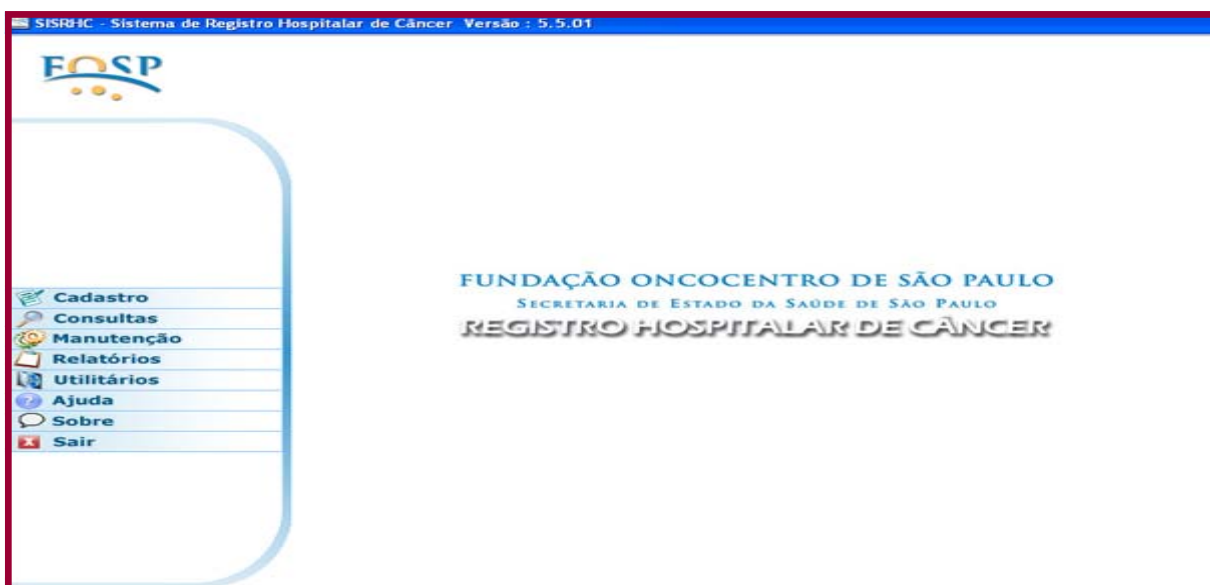 SISRHC - Sistema de Registro Hospitalar de Câncer Versão : 5.5.01
FOSP
FUNDAÇÃO ONCOCENTRO DE SÃO PAULO
SECRETARIA DE ESTADO DA SAÚDE DE SÃO PAULO
REGISTRO HOSPITALAR DE CÂNCER
Cadastro
Consultas
Manutenção
Relatórios
Utilitários
Ajuda
Sobre
Sair